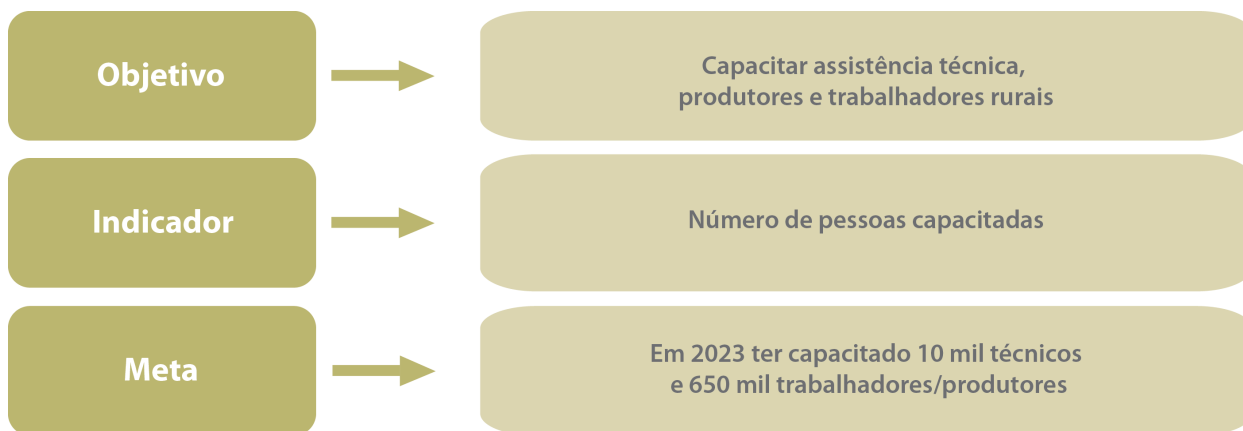 Objetivo
Capacitar assistência técnica,
produtores e trabalhadores rurais
Indicador
Número de pessoas capacitadas
Meta
Em 2023 ter capacitado 10 mil técnicos
e 650 mil trabalhadores/produtores